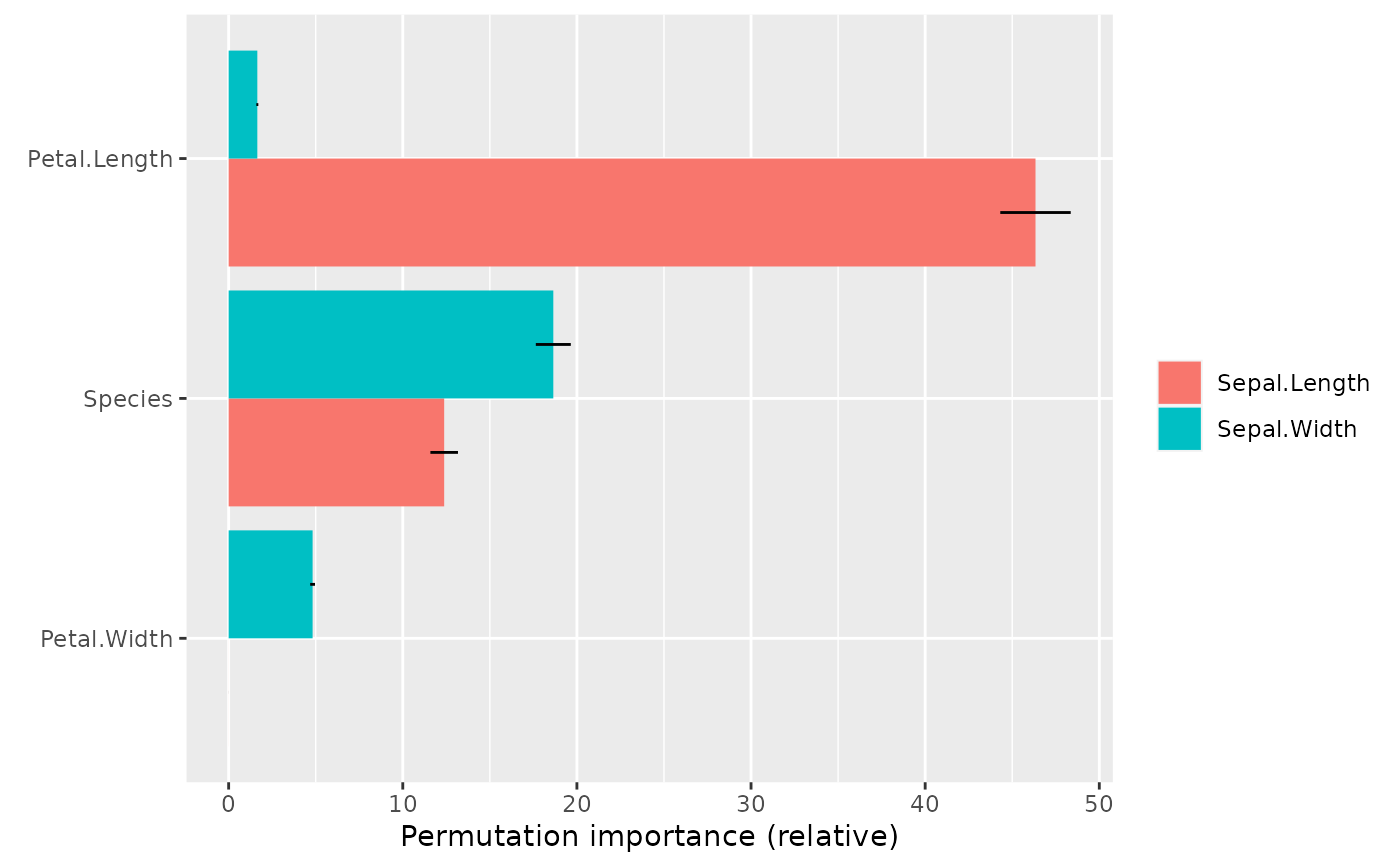 Petal.Length
Species
Petal.Width
0 10 20 30 40 50
Permutation importance (relative)
Sepal.Length
Sepal.Width